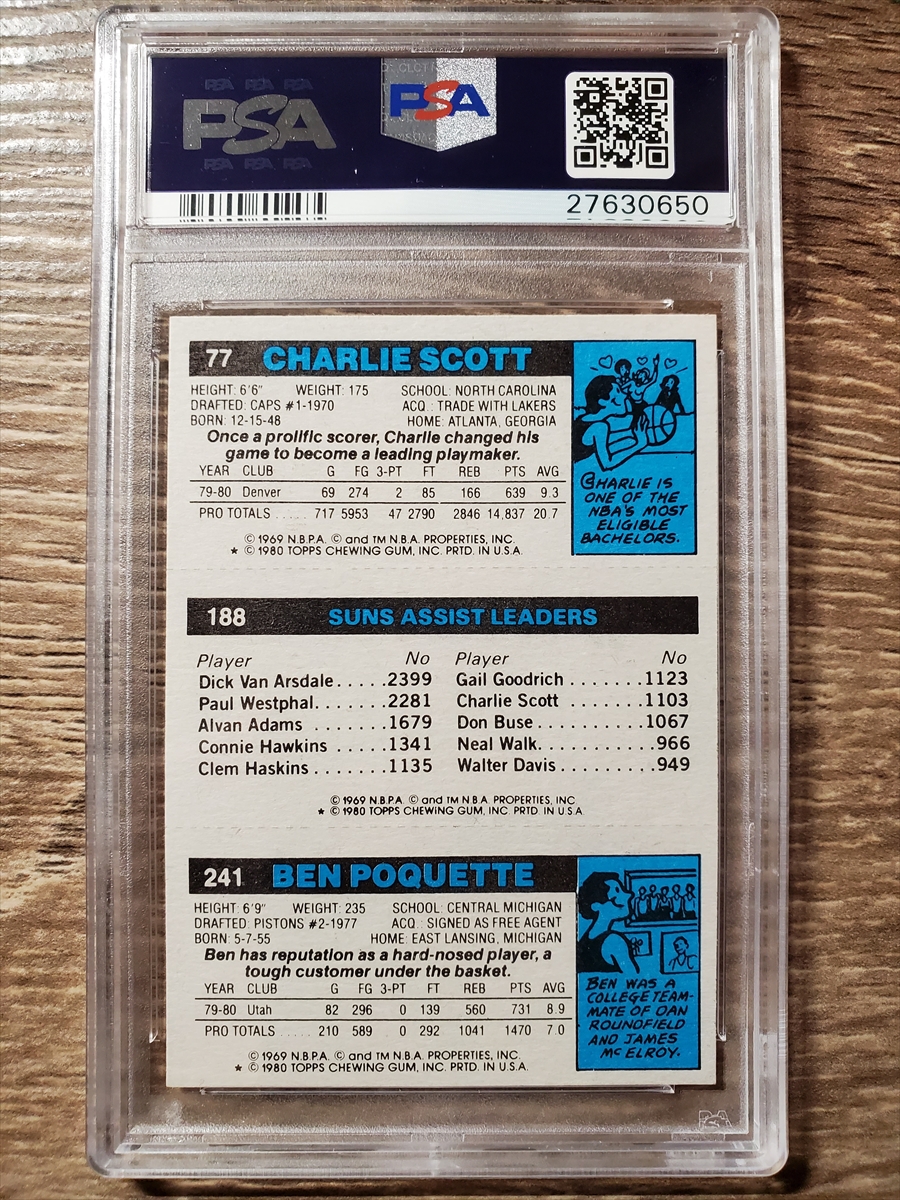 PSA PSA PSA
PSA
PSA PSA PSA
PSA
27630650
77 CHARLIE SCOTT
HEIGHT: 6'6" WEIGHT: 175 SCHOOL: NORTH CAROLINA
DRAFTED: CAPS #1-1970 ACQ.: TRADE WITH LAKERS
BORN: 12-15-48 HOME: ATLANTA, GEORGIA
Once a prolific scorer, Charlie changed his
game to become a leading playmaker.
YEAR CLUB G FG 3-PT FT REB PTS AVG
79-80 Denver 69 274 2 85 166 639 9.3
PRO TOTALS ...... 717 5953 47 2790 2846 14,837 20.7
© 1969 N.B.P.A. © and TM N.B.A. PROPERTIES, INC.
★ © 1980 TOPPS CHEWING GUM, INC. PRTD. IN U.S.A.
CHARLIE IS
ONE OF THE
NBA'S MOST
ELIGIBLE
BACHELORS.
188 SUNS ASSIST LEADERS
Player No Player No
Dick Van Arsdale.....2399 Gail Goodrich........1123
Paul Westphal.......2281 Charlie Scott .......1103
Alvan Adams ........1679 Don Buse..........1067
Connie Hawkins .....1341 Neal Walk...........966
Clem Haskins.......1135 Walter Davis........949
© 1969 N.B.P.A. © and TM N.B.A. PROPERTIES, INC
★ © 1980 TOPPS CHEWING GUM, INC. PRTD. IN U.S.A
241 BEN POQUETTE
HEIGHT: 6'9" WEIGHT: 235 SCHOOL: CENTRAL MICHIGAN
DRAFTED: PISTONS #2-1977 ACQ.: SIGNED AS FREE AGENT
BORN: 5-7-55 HOME: EAST LANSING, MICHIGAN
Ben has reputation as a hard-nosed player, a
tough customer under the basket.
YEAR CLUB G FG 3-PT FT REB PTS AVG
79-80 Utah 82 296 0 139 560 731 8.9
PRO TOTALS ...... 210 589 0 292 1041 1470 7.0
© 1969 N.B.P.A. © and TM N.B.A. PROPERTIES, INC.
★ © 1980 TOPPS CHEWING GUM, INC. PRTD. IN U.S.A.
BEN WAS A
COLLEGE TEAM-
MATE OF DAN
ROUNDFIELD
AND JAMES
McELROY.
PSA